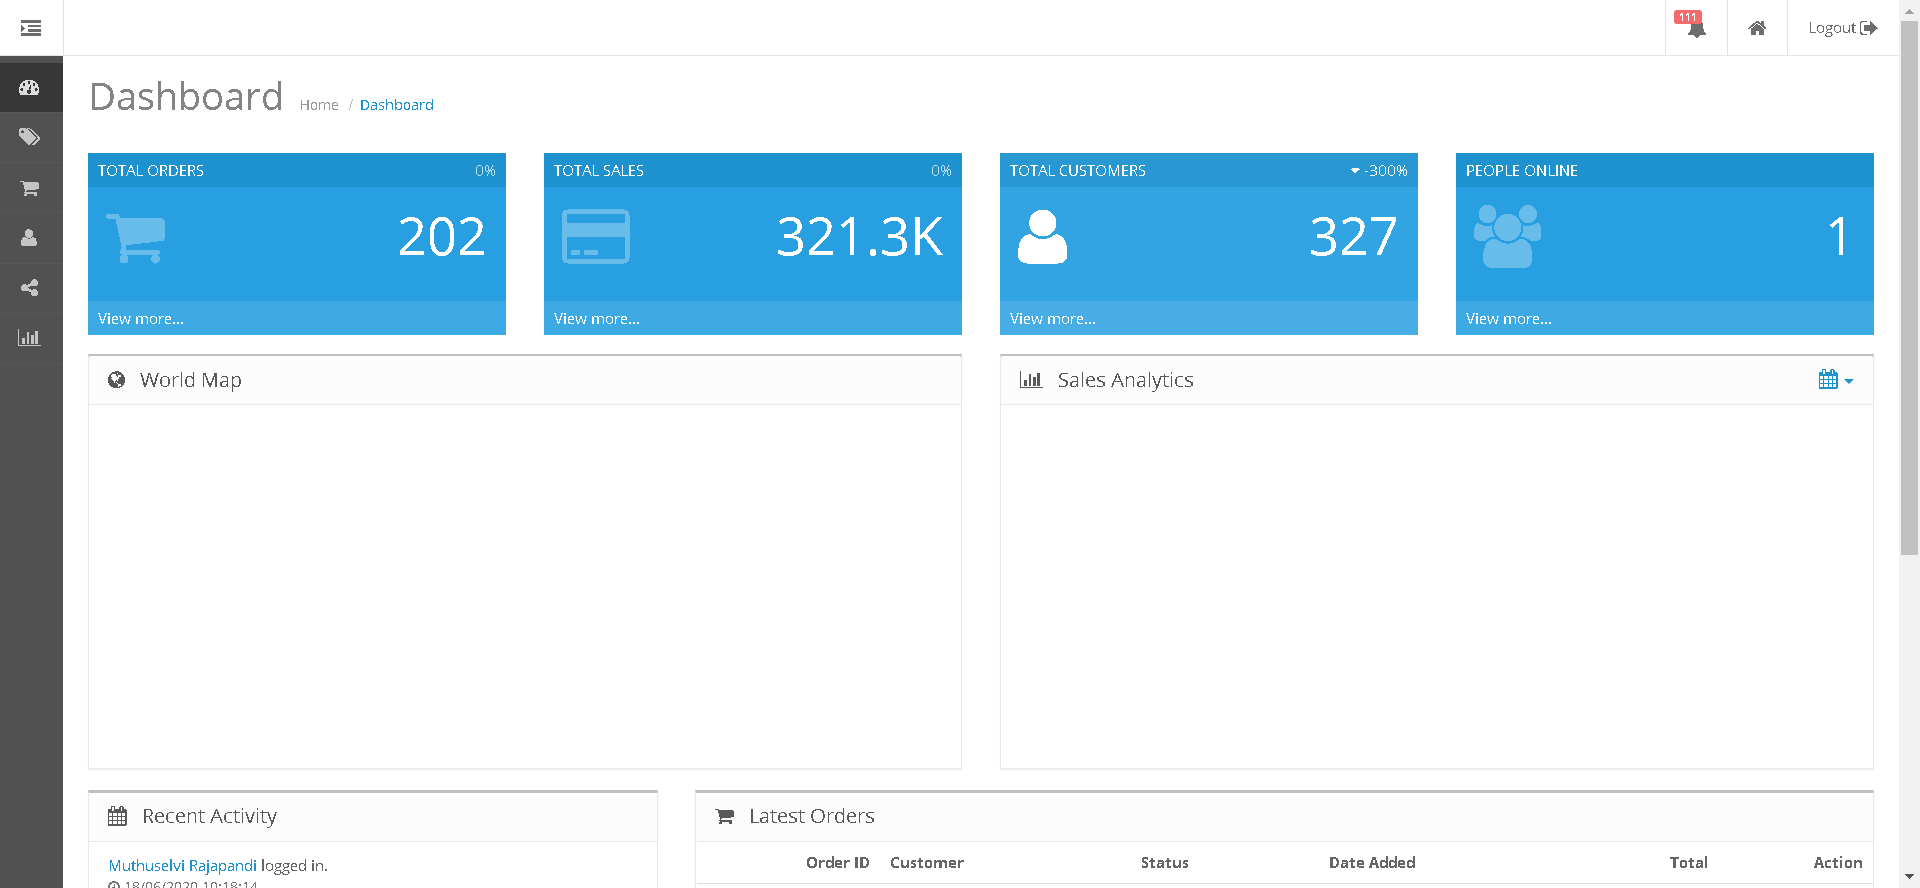 111
Logout
Dashboard
Home / Dashboard
TOTAL ORDERS 0%
202
View more...
TOTAL SALES 0%
321.3K
View more...
TOTAL CUSTOMERS -300%
327
View more...
PEOPLE ONLINE
1
View more...
World Map
Sales Analytics
Recent Activity
Muthuselvi Rajapandi logged in.
18/06/2020 10:18:14
Latest Orders
Order ID Customer Status Date Added Total Action